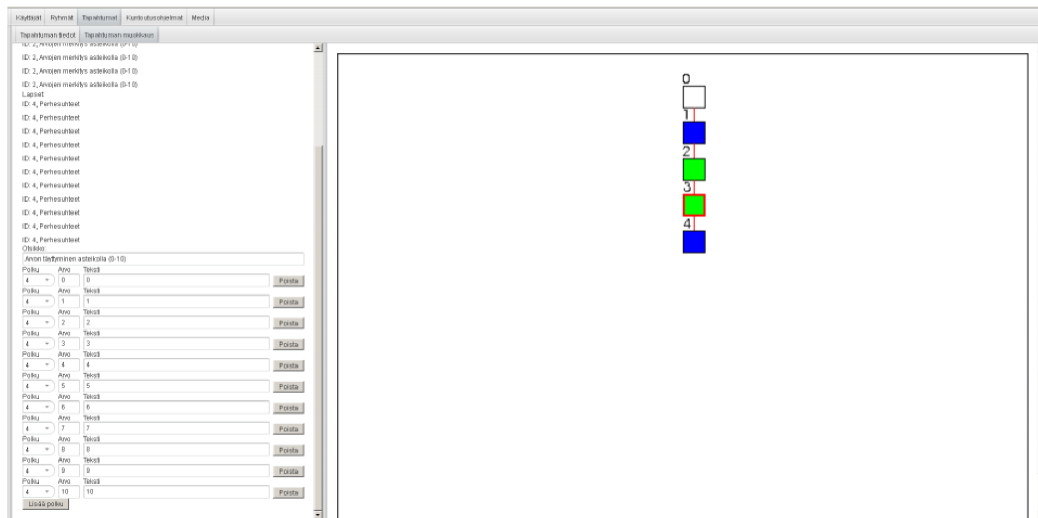 Käyttäjät Ryhmät Tapahtumat Kuntoutusohjelmat Media
Tapahtuman tiedot Tapahtuman muokkaus
ID: 2, Arvojen merkitys asteikolla (0-10)
ID: 2, Arvojen merkitys asteikolla (0-10)
ID: 2, Arvojen merkitys asteikolla (0-10)
ID: 2, Arvojen merkitys asteikolla (0-10)
Lapset:
ID: 4, Perhesuhteet
ID: 4, Perhesuhteet
ID: 4, Perhesuhteet
ID: 4, Perhesuhteet
ID: 4, Perhesuhteet
ID: 4, Perhesuhteet
ID: 4, Perhesuhteet
ID: 4, Perhesuhteet
ID: 4, Perhesuhteet
ID: 4, Perhesuhteet
ID: 4, Perhesuhteet
Otsikko:
Arvon täyttyminen asteikolla (0-10)
Polku Arvo Teksti
4 0 0 Poista
Polku Arvo Teksti
4 1 1 Poista
Polku Arvo Teksti
4 2 2 Poista
Polku Arvo Teksti
4 3 3 Poista
Polku Arvo Teksti
4 4 4 Poista
Polku Arvo Teksti
4 5 5 Poista
Polku Arvo Teksti
4 6 6 Poista
Polku Arvo Teksti
4 7 7 Poista
Polku Arvo Teksti
4 8 8 Poista
Polku Arvo Teksti
4 9 9 Poista
Polku Arvo Teksti
4 10 10 Poista
Lisää polku
0
1
2
3
4